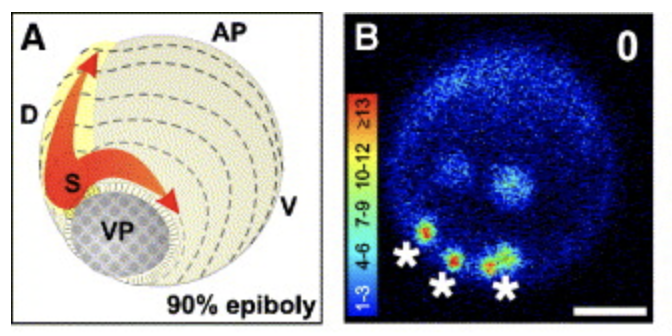 A
AP
D
S
VP
V
90% epiboly
B
0
≥13
10-12
7-9
4-6
1-3
* * *